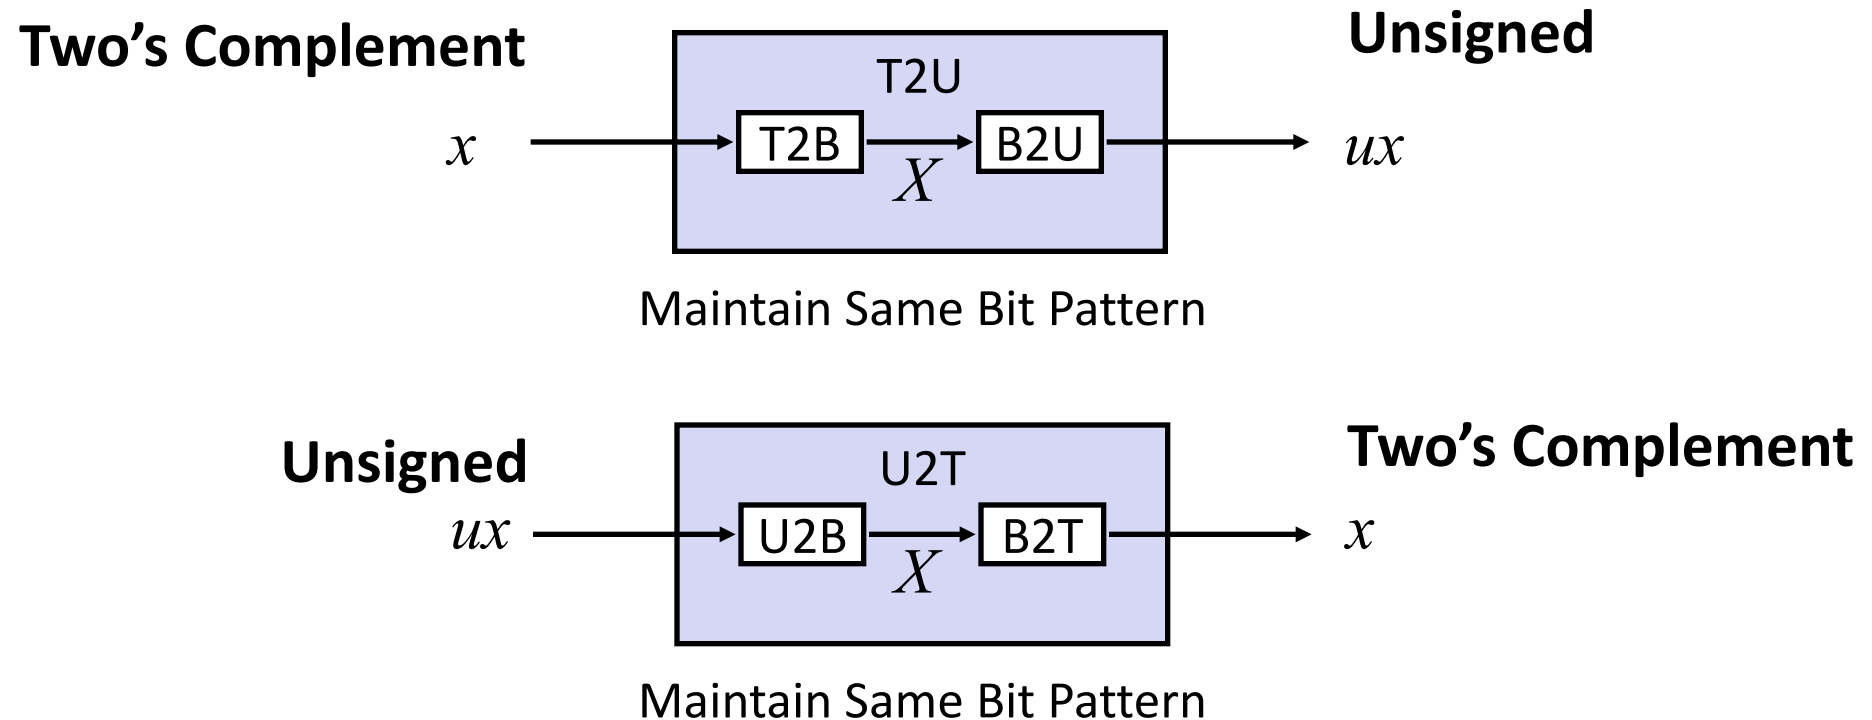 Two’s Complement
Unsigned
T2U
x
T2B
X
B2U
ux
Maintain Same Bit Pattern
Unsigned
Two’s Complement
U2T
ux
U2B
X
B2T
x
Maintain Same Bit Pattern